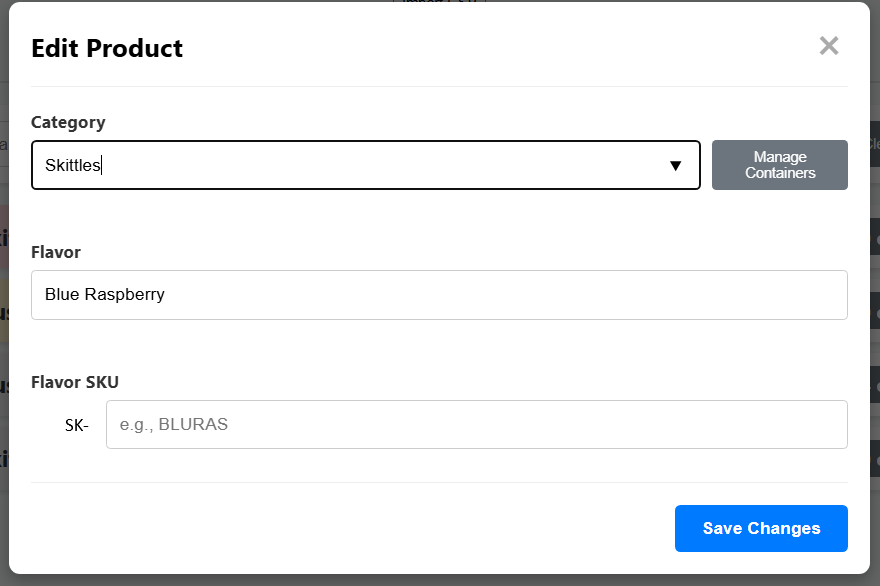 Edit Product
×
Category
Skittles
▼
Manage
Containers
Flavor
Blue Raspberry
Flavor SKU
SK-
e.g., BLURAS
Save Changes